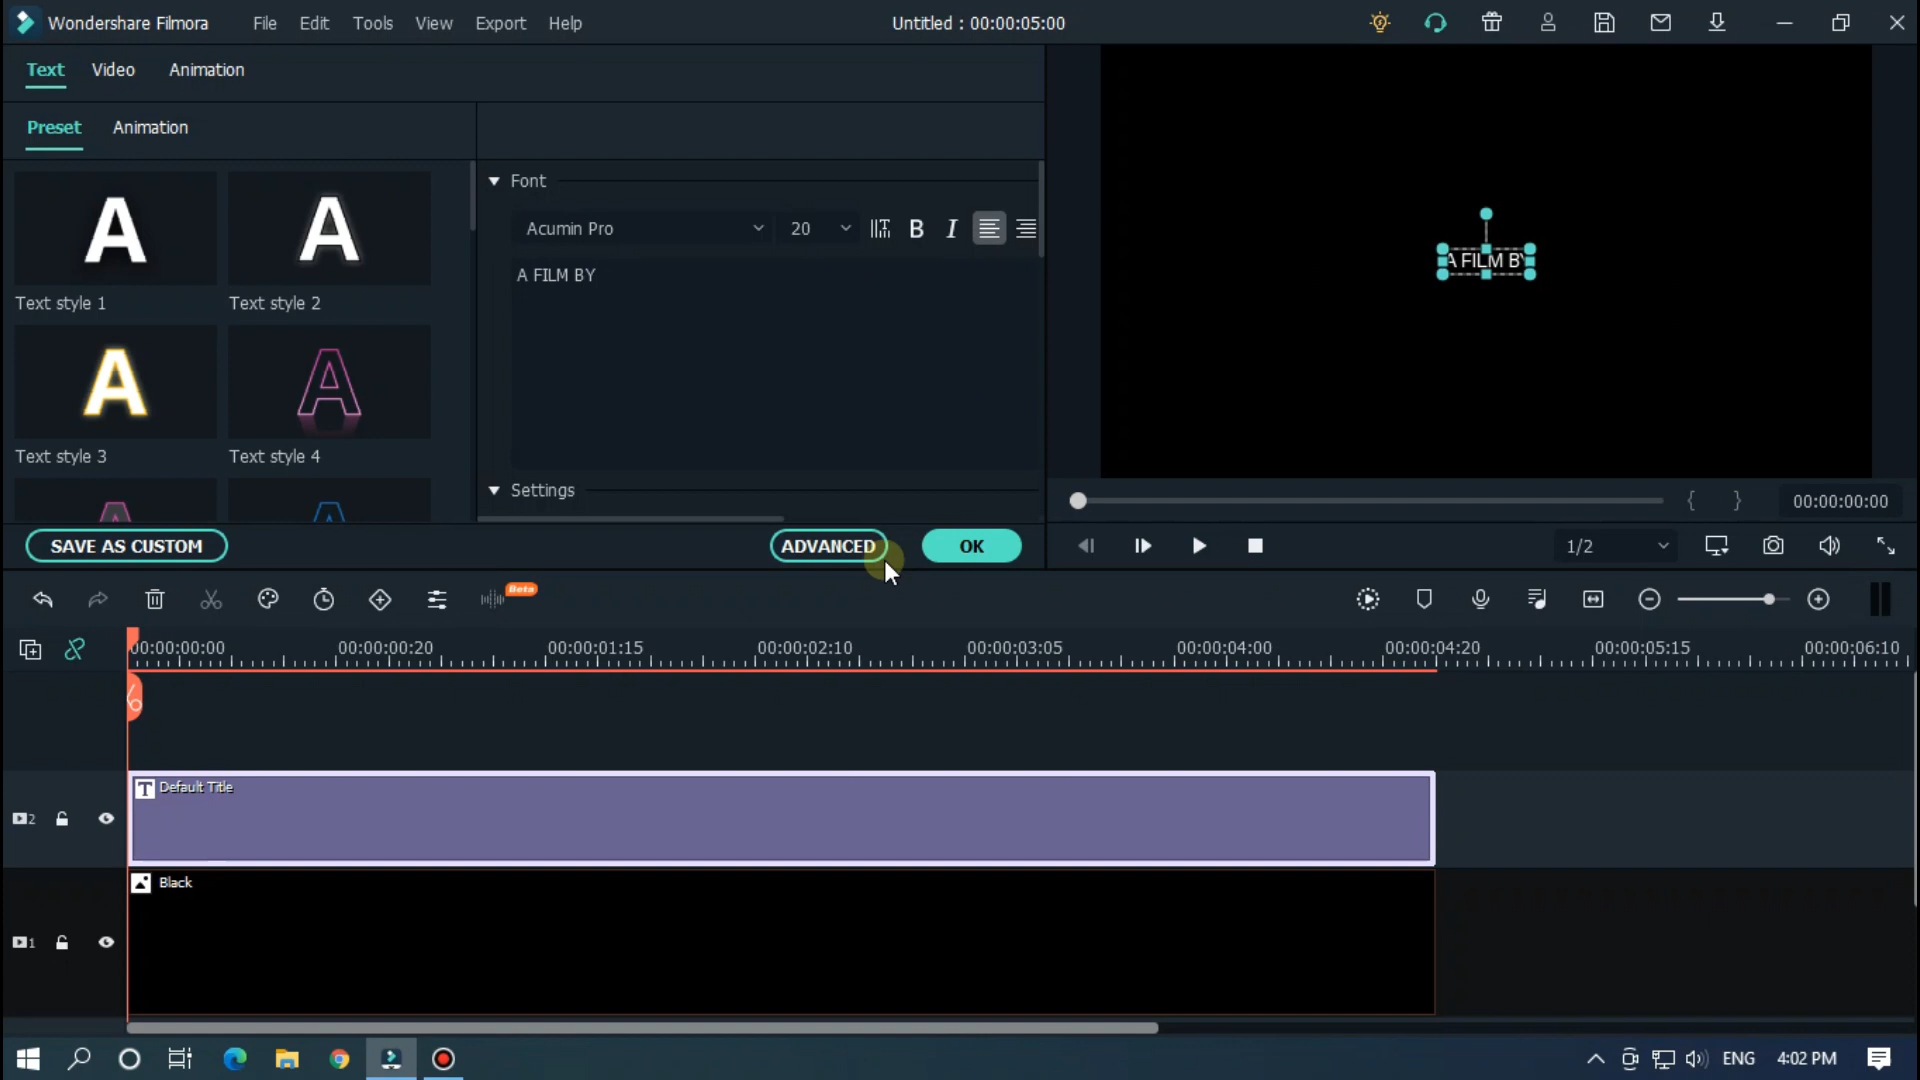 Wondershare Filmora
File
Edit
Tools
View
Export
Help
Untitled : 00:00:05:00
Text
Video
Animation
Preset
Animation
A
A
Text style 1
Text style 2
A
A
Text style 3
Text style 4
Font
Acumin Pro
20
B
I
A FILM BY
Settings
SAVE AS CUSTOM
ADVANCED
OK
A FILM BY
{
}
00:00:00:00
1/2
Beta
00:00:00:00
00:00:00:20
00:00:01:15
00:00:02:10
00:00:03:05
00:00:04:00
00:00:04:20
00:00:05:15
00:00:06:10
T
Default Title
2
Black
1
ENG
4:02 PM